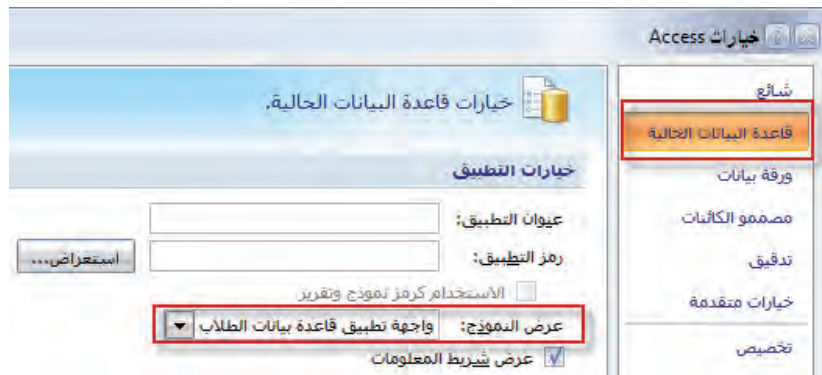 خيارات Access
شائع
قاعدة البيانات الحالية
ورقة بيانات
مصممو الكائنات
تدقيق
خيارات متقدمة
تخصيص
خيارات قاعدة البيانات الحالية.
خيارات التطبيق
عنوان التطبيق:
رمز التطبيق:
استعراض...
الاستخدام كرمز نموذج وتقرير
عرض النموذج: واجهة تطبيق قاعدة بيانات الطلاب
عرض شريط المعلومات